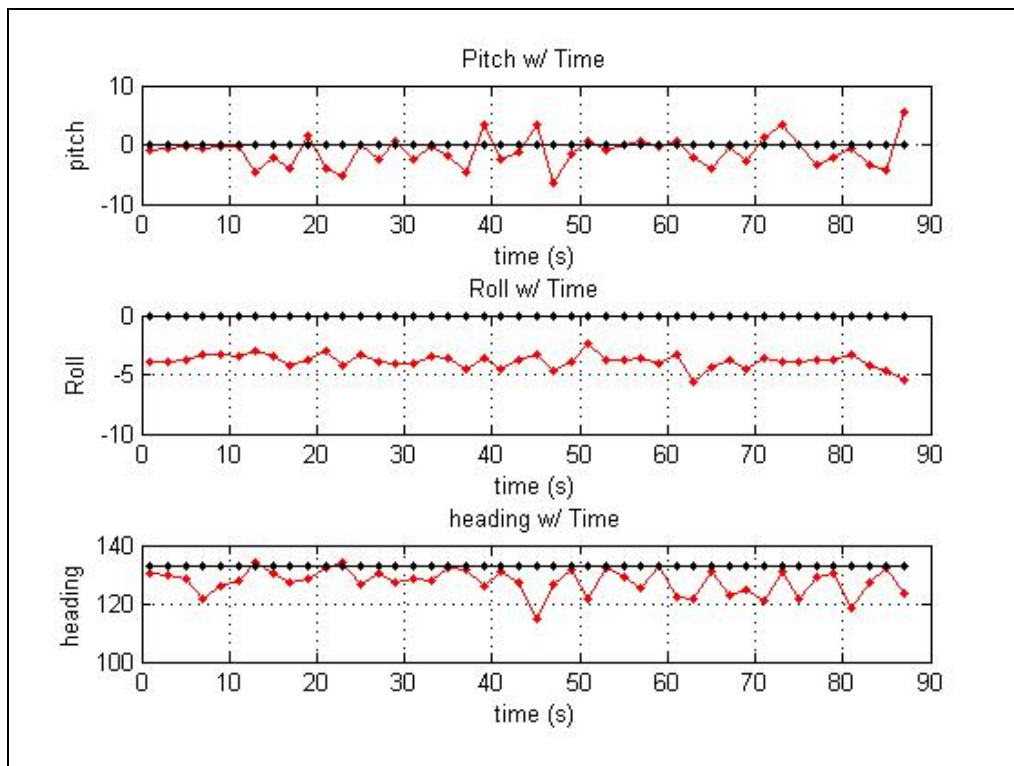 Pitch w/ Time
10
0
-10
pitch
0 10 20 30 40 50 60 70 80 90
time (s)
Roll w/ Time
0
-5
-10
Roll
0 10 20 30 40 50 60 70 80 90
time (s)
heading w/ Time
140
120
100
heading
0 10 20 30 40 50 60 70 80 90
time (s)